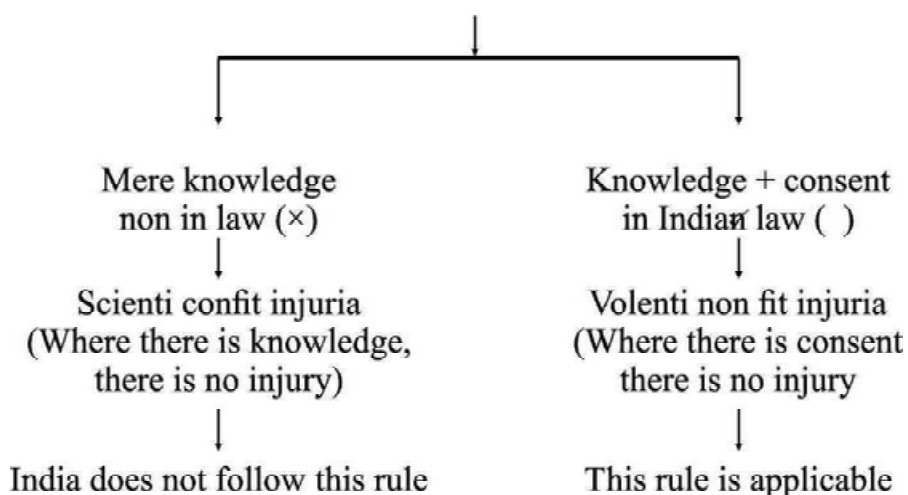 Mere knowledge
non in law (×)
Scienti confit injuria
(Where there is knowledge,
there is no injury)
India does not follow this rule
Knowledge + consent
in Indian law ( )
Volenti non fit injuria
(Where there is consent
there is no injury
This rule is applicable